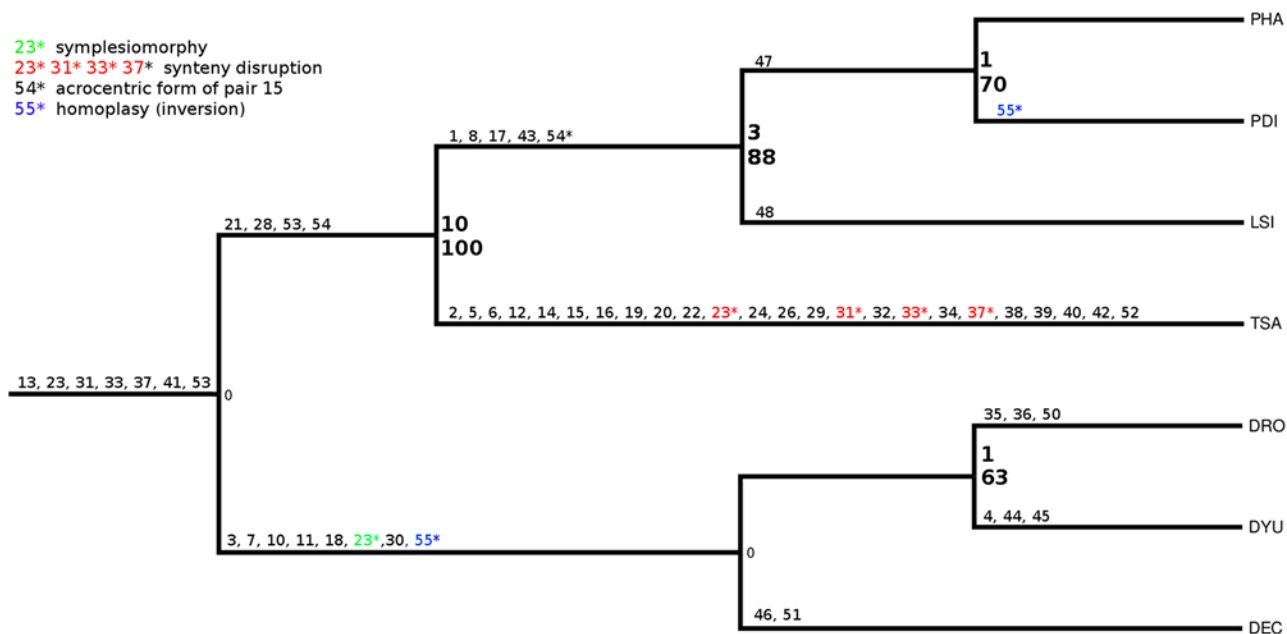 PHA
23* symplesiomorphy
23* 31* 33* 37* synteny disruption
54* acrocentric form of pair 15
55* homoplasy (inversion)
47
1
70
55*
PDI
1, 8, 17, 43, 54*
3
88
48
LSI
21, 28, 53, 54
10
100
2, 5, 6, 12, 14, 15, 16, 19, 20, 22, 23*, 24, 26, 29, 31*, 32, 33*, 34, 37*, 38, 39, 40, 42, 52
TSA
13, 23, 31, 33, 37, 41, 53
0
35, 36, 50
DRO
1
63
4, 44, 45
DYU
3, 7, 10, 11, 18, 23*,30, 55*
0
46, 51
DEC